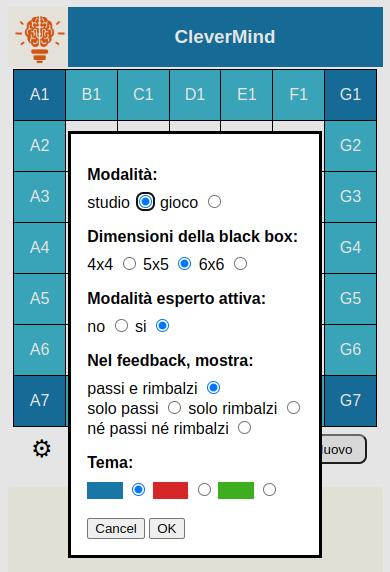 CleverMind
A1 B1 C1 D1 E1 F1 G1
A2 G2
A3 G3
A4 G4
A5 G5
A6 G6
A7 G7
Modalità:
studio gioco
Dimensioni della black box:
4x4 5x5 6x6
Modalità esperto attiva:
no si
Nel feedback, mostra:
passi e rimbalzi
solo passi solo rimbalzi
né passi né rimbalzi
Tema:
Cancel OK